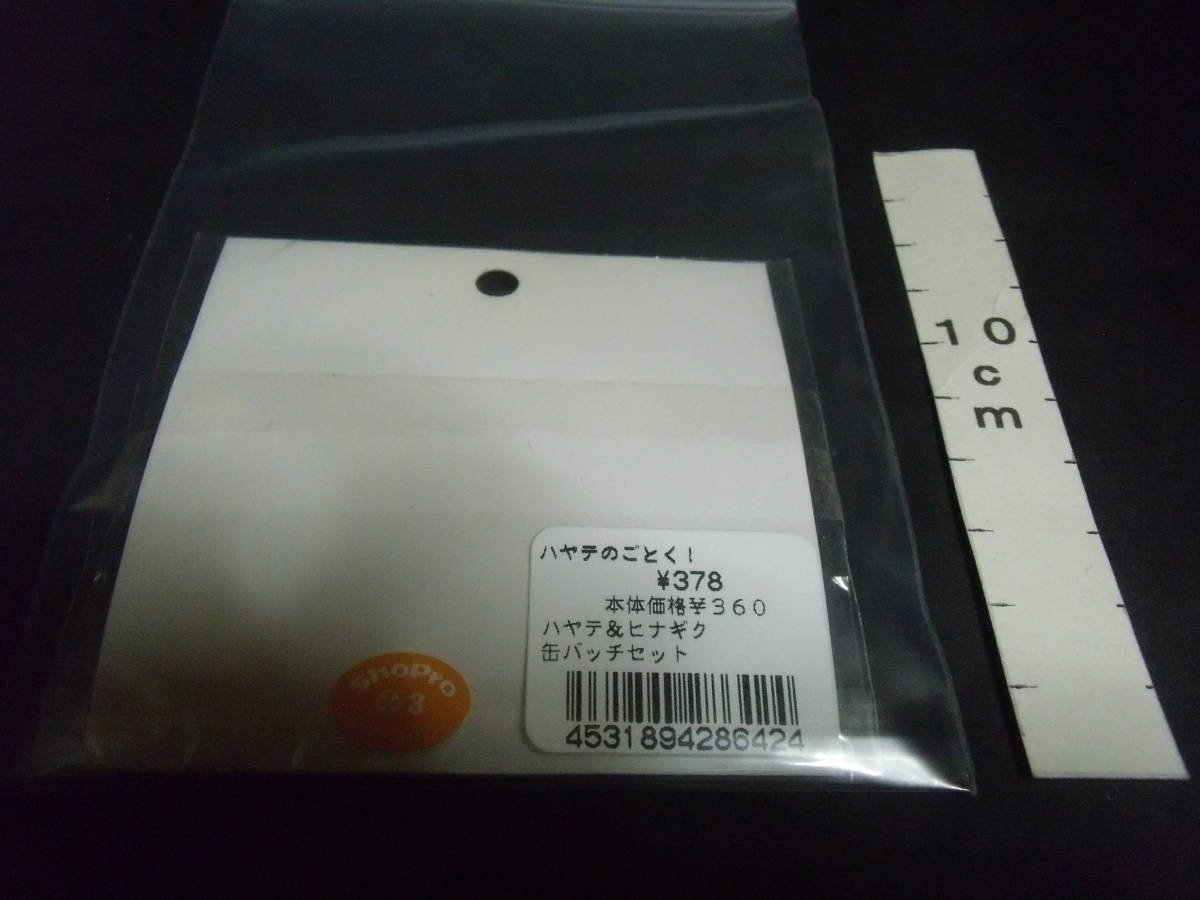 ハヤテのごとく！
¥378
本体価格¥360
ハヤテ&ヒナギク
缶バッチセット
4531894286424
ShoPro
3
10
c
m